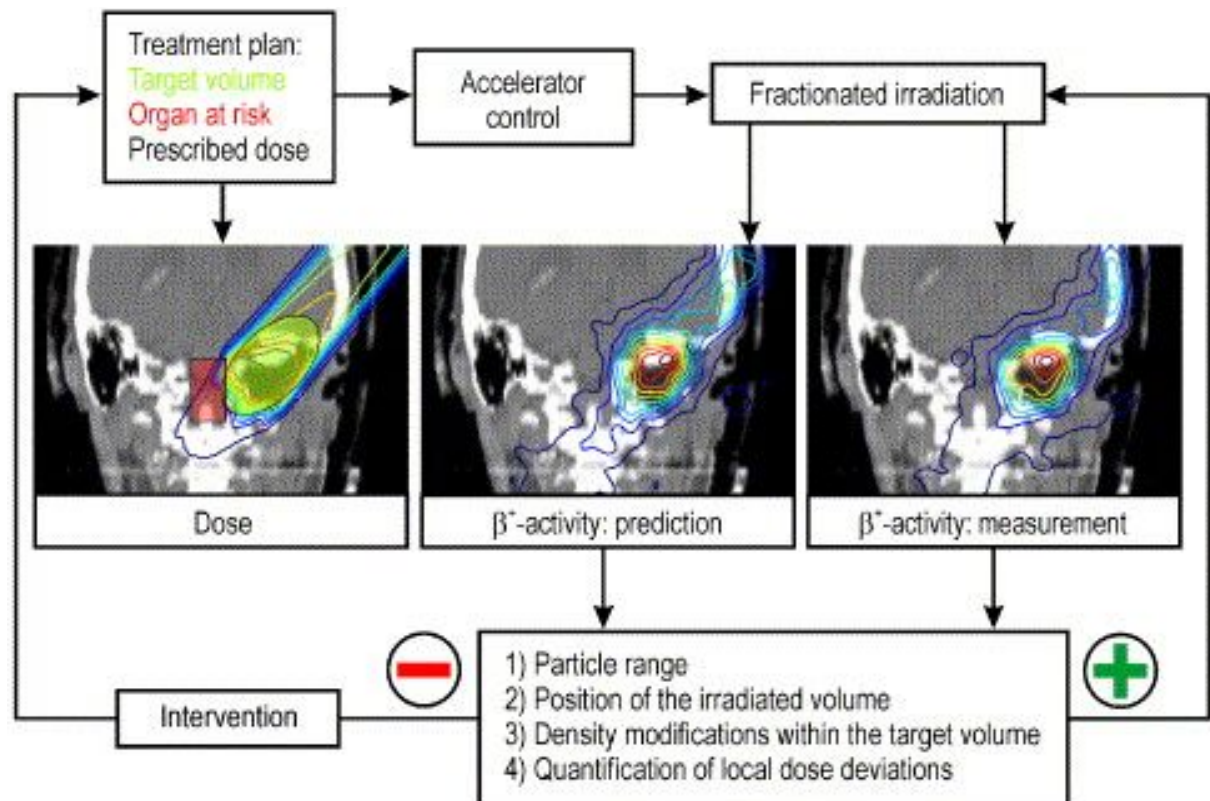 Treatment plan:
Target volume
Organ at risk
Prescribed dose
Accelerator
control
Fractionated irradiation
Dose
β⁺-activity: prediction
β⁺-activity: measurement
Intervention
1) Particle range
2) Position of the irradiated volume
3) Density modifications within the target volume
4) Quantification of local dose deviations